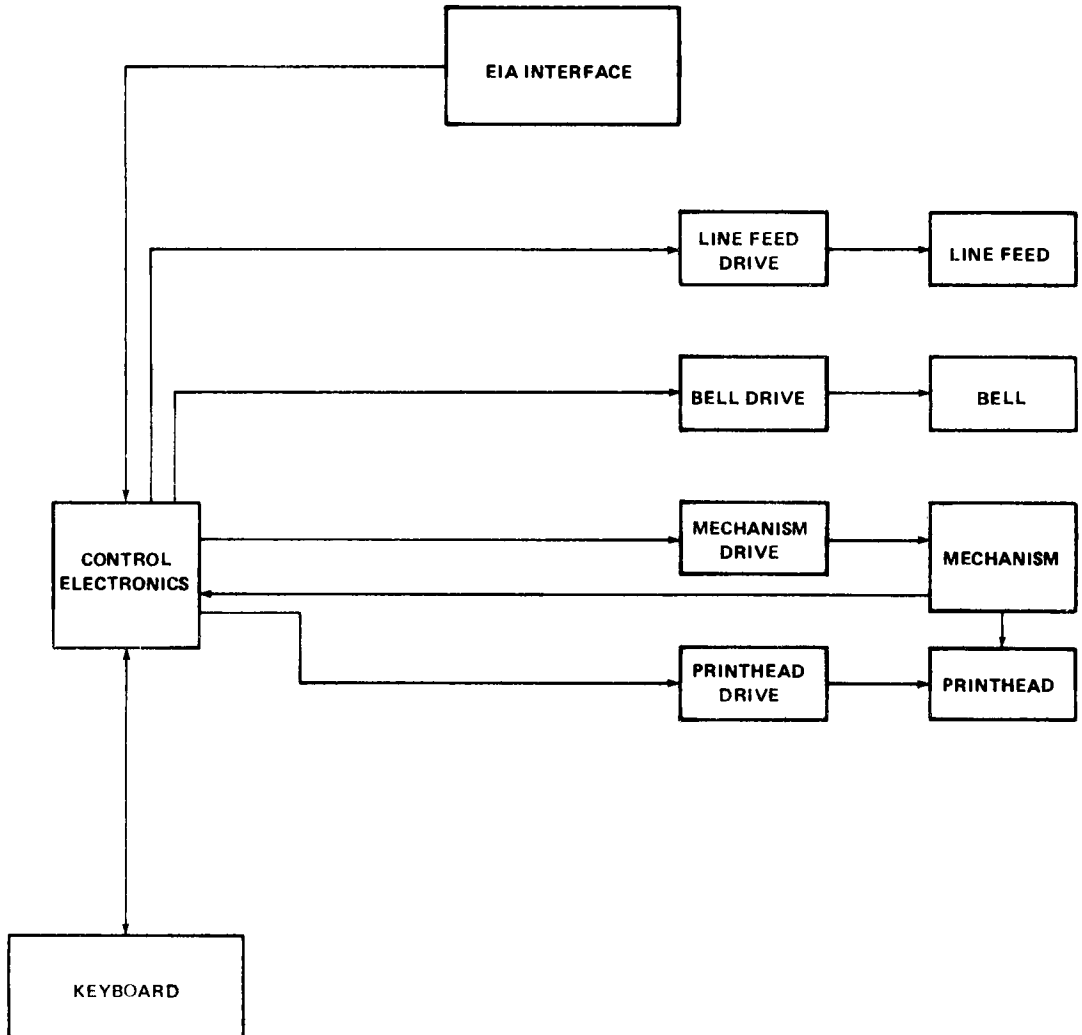 EIA INTERFACE
LINE FEED
DRIVE
LINE FEED
BELL DRIVE
BELL
CONTROL
ELECTRONICS
MECHANISM
DRIVE
MECHANISM
PRINTHEAD
DRIVE
PRINTHEAD
KEYBOARD